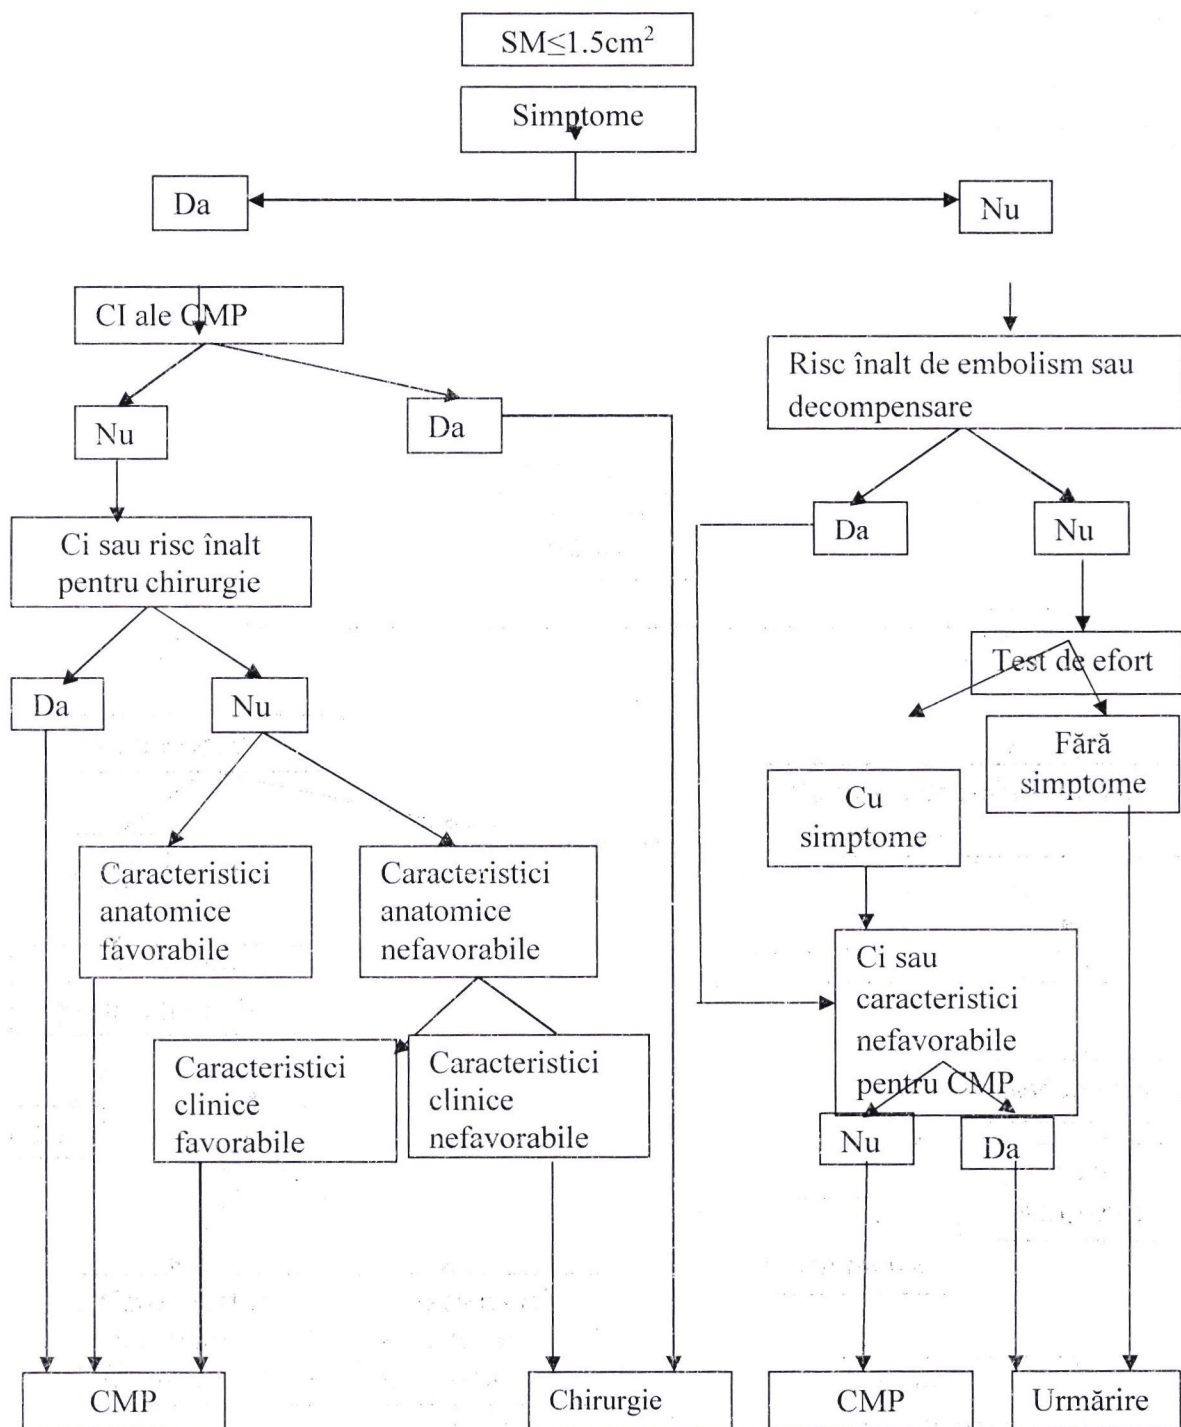 SM≤1.5cm²
Simptome
Da
Nu
CI ale CMP
Risc înalt de embolism sau
decompensare
Nu
Da
Da
Nu
Ci sau risc înalt
pentru chirurgie
Test de efort
Da
Nu
Fără
simptome
Cu
simptome
Caracteristici
anatomice
favorabile
Caracteristici
anatomice
nefavorabile
Ci sau
caracteristici
nefavorabile
pentru CMP
Caracteristici
clinice
favorabile
Caracteristici
clinice
nefavorabile
Nu
Da
CMP
Chirurgie
CMP
Urmărire